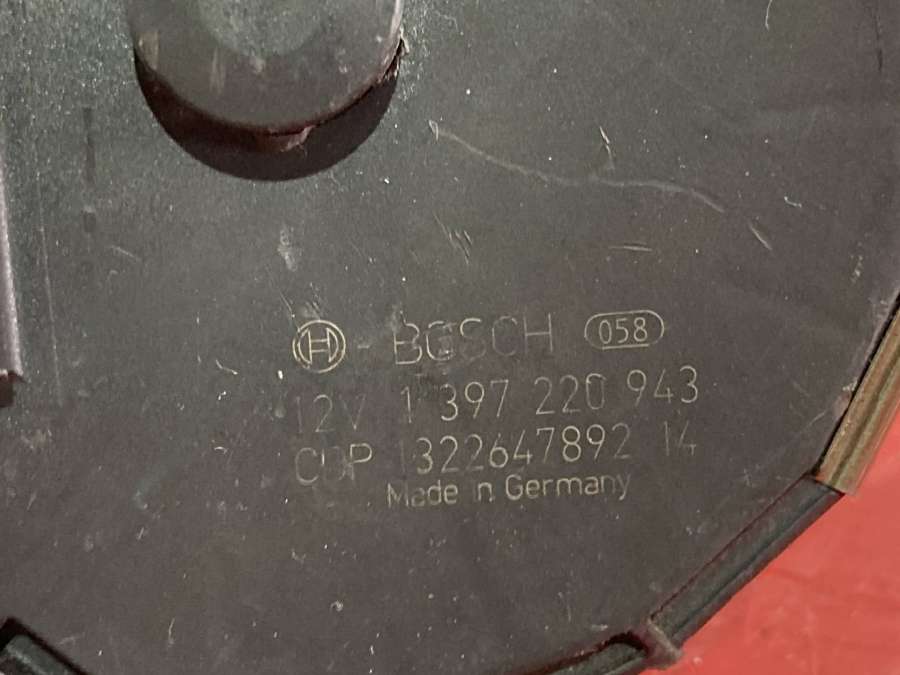 BOSCH 058
12V 1 397 220 943
CDP 1322647892 14
Made in Germany